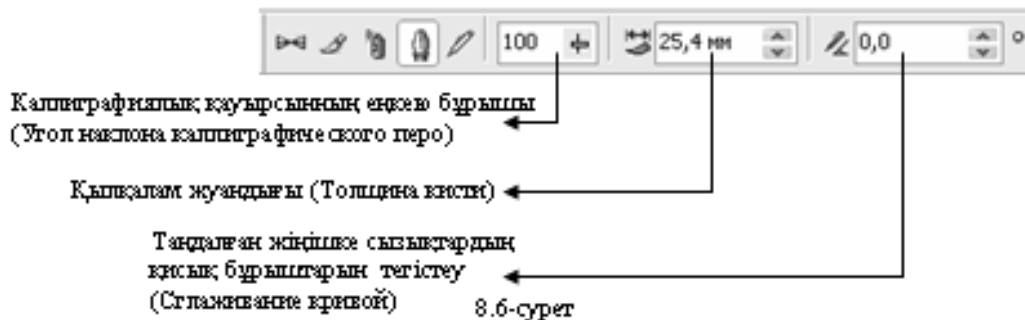 100 25,4 мм 0,0 °
Каллиграфиялық қауырсынның еңкею бұрышы
(Угол наклона каллиграфического перо)
Қылқалам жуандығы (Толщина кисти)
Таңдалған жіңішке сызықтардың
қисық бұрыштарын тегістеу
(Сглаживание кривой)
8.6-сурет